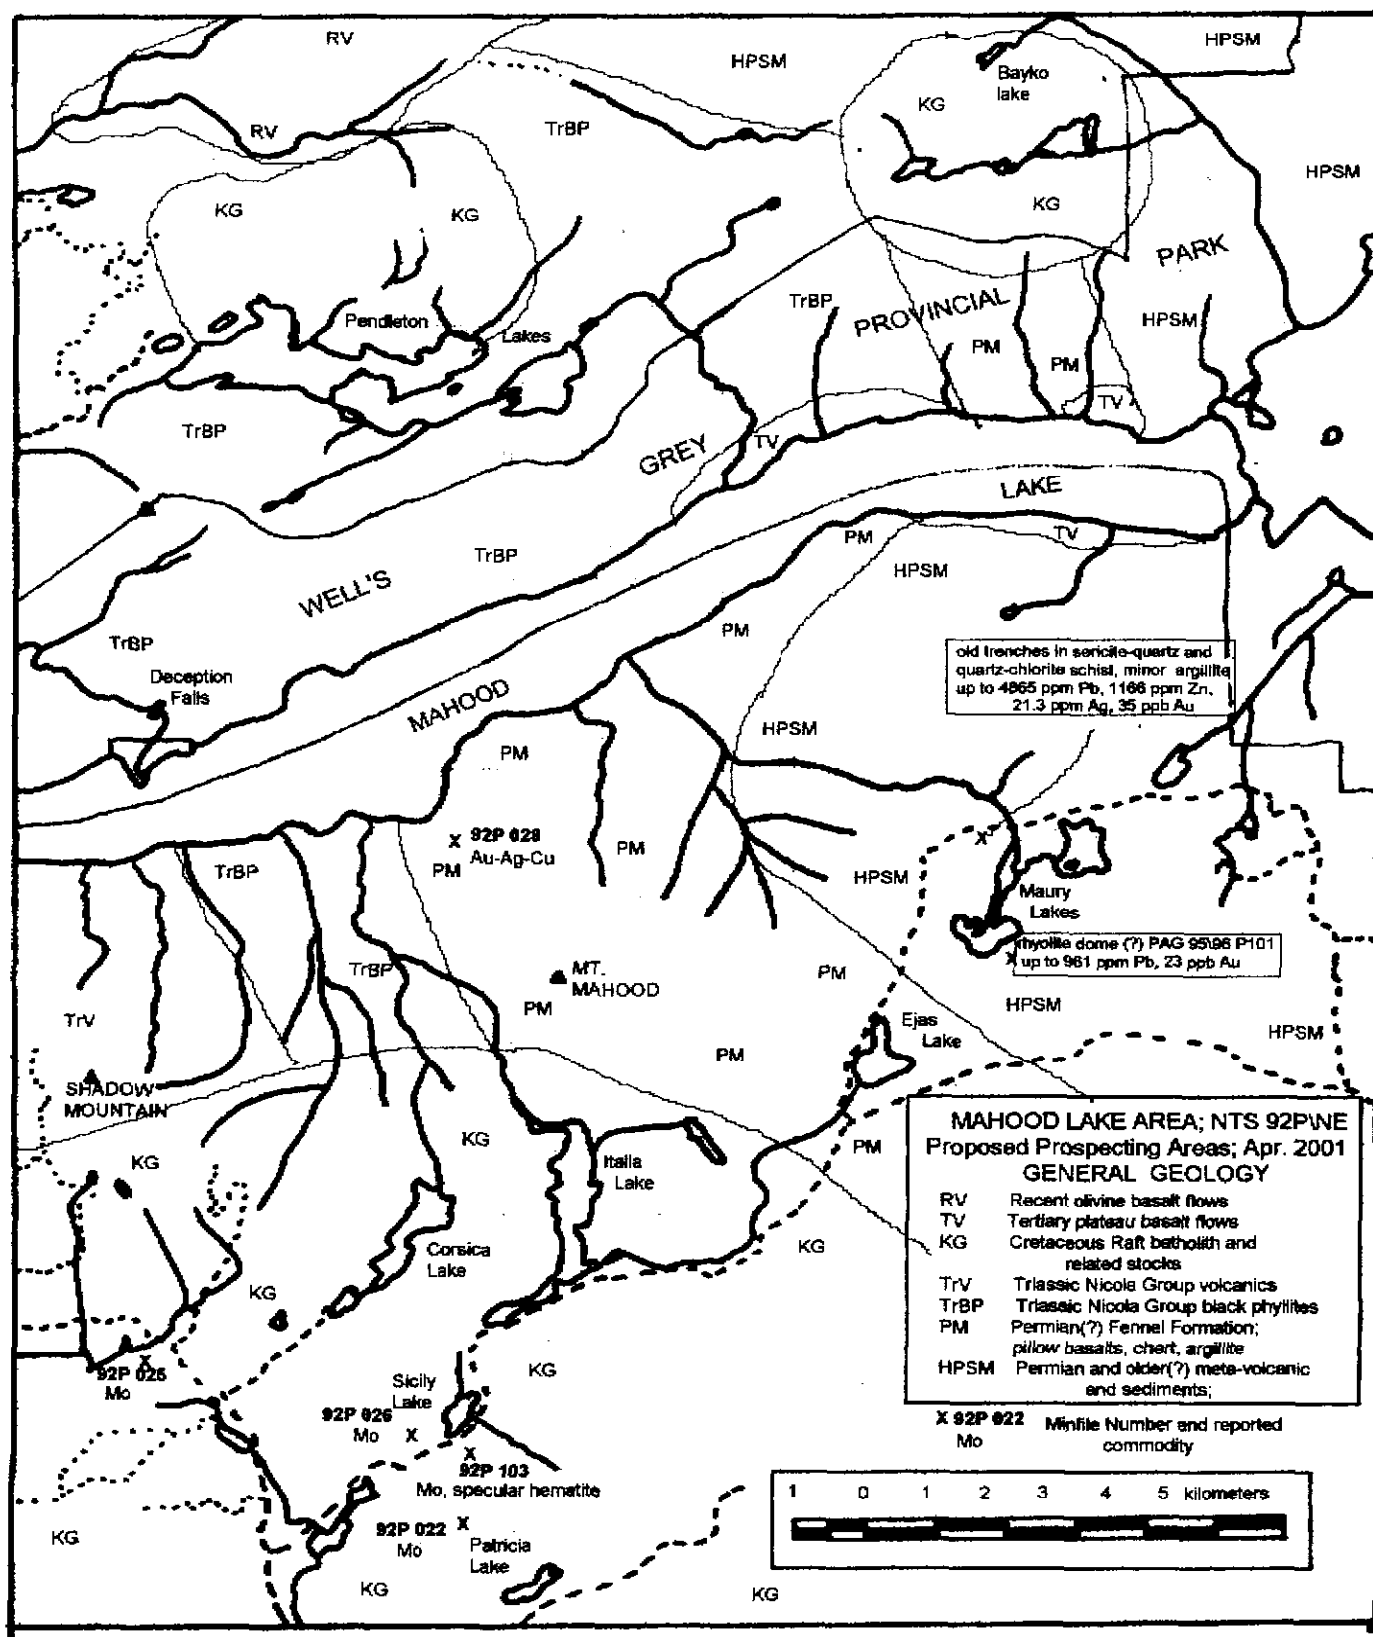 RV
HPSM
HPSM
Bayko
lake
KG
RV
TrBP
HPSM
KG
KG
KG
PARK
TrBP
PROVINCIAL
HPSM
Pendleton
Lakes
PM
PM
TV
TrBP
GREY
TV
LAKE
PM
TV
TrBP
HPSM
WELL'S
PM
TrBP
Deception
Falls
old trenches in sericite-quartz and
quartz-chlorite schist, minor argillite
up to 4865 ppm Pb, 1166 ppm Zn,
21.3 ppm Ag, 35 ppb Au
MAHOOD
HPSM
PM
X 92P 028
Au-Ag-Cu
PM
PM
TrBP
X
HPSM
Maury
Lakes
rhyolite dome (?) PAG 95\96 P101
X up to 961 ppm Pb, 23 ppb Au
TrBP
MT.
MAHOOD
PM
PM
HPSM
TrV
Ejas
Lake
HPSM
PM
SHADOW
MOUNTAIN
KG
PM
KG
Italia
Lake
KG
Corsica
Lake
KG
MAHOOD LAKE AREA; NTS 92P\NE
Proposed Prospecting Areas; Apr. 2001
GENERAL GEOLOGY
RV Recent olivine basalt flows
TV Tertiary plateau basalt flows
KG Cretaceous Raft batholith and
related stocks
TrV Triassic Nicola Group volcanics
TrBP Triassic Nicola Group black phyllites
PM Permian(?) Fennel Formation;
pillow basalts, chert, argillite
HPSM Permian and older(?) meta-volcanic
and sediments;
X 92P 022 Minfile Number and reported
Mo commodity
X
92P 025
Mo
KG
Sicily
Lake
92P 026
Mo X
X
92P 103
Mo, specular hematite
92P 022 X
Mo
Patricia
Lake
KG
KG
KG
1 0 1 2 3 4 5 kilometers